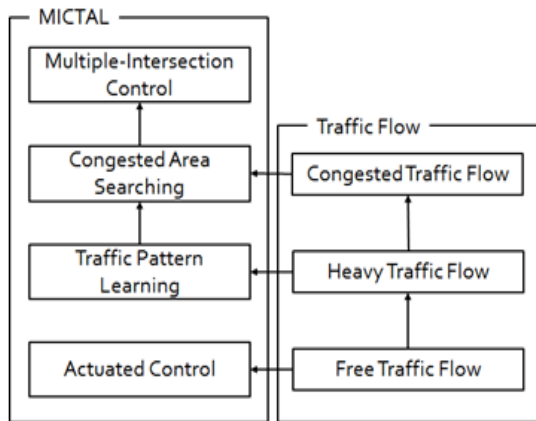 MICTAL
Multiple-Intersection
Control
Congested Area
Searching
Traffic Pattern
Learning
Actuated Control
Traffic Flow
Congested Traffic Flow
Heavy Traffic Flow
Free Traffic Flow